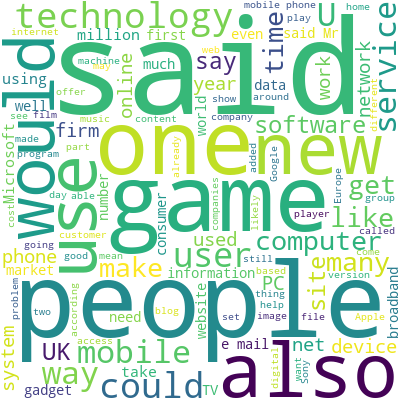 technology
U
said
million
first
time
even
say
mobile phone
play
home
said Mr
internet
machine
may
using
offer
much
online
year
web
data
around
work
well
music
show
world
company
network
service
different
would
see
film
made
program
content
firm
software
Google
Microsoft
part
one
new
already
added
Europe
day
able
use
number
game
companies
likely
get
group
cost
customer
consumer
player
like
called
going
good
mean
user
used
still
computer
come
phone
market
make
information
based
PC
site
many
version
problem
two
according
people
need
website
thing
help
set
image
file
system
access
blog
Apple
device
broadband
UK
mobile
e mail
net
digital
want
sony
gadget
way
take
could
TV
also